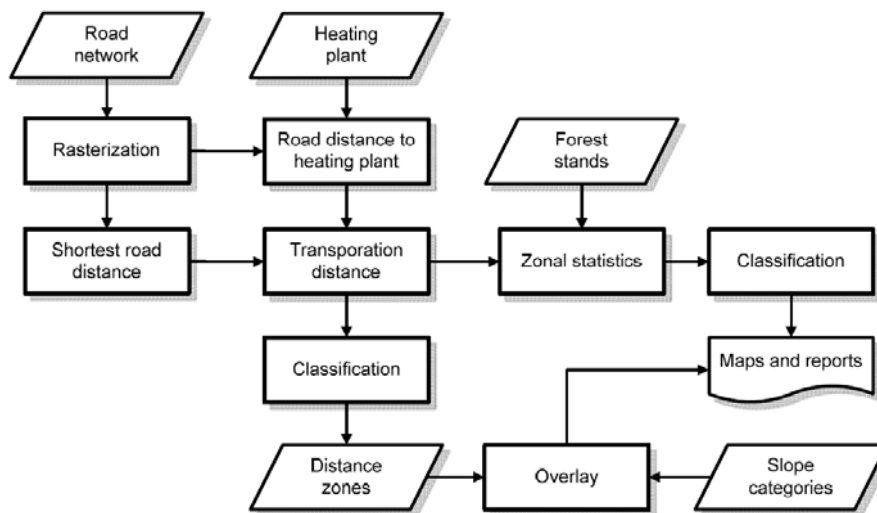 Road
network
Heating
plant
Rasterization
Road distance to
heating plant
Forest
stands
Shortest road
distance
Transporation
distance
Zonal statistics
Classification
Classification
Maps and reports
Distance
zones
Overlay
Slope
categories